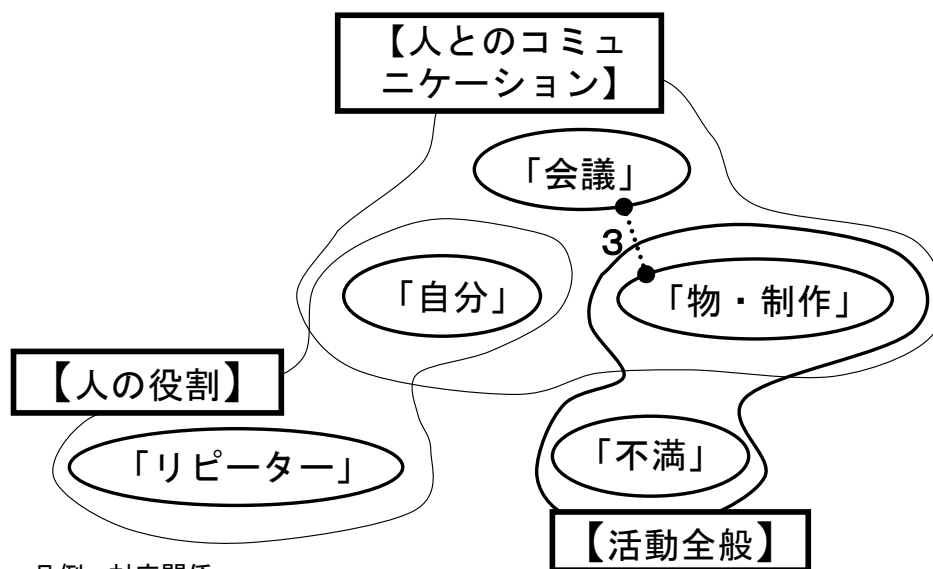 【人とのコミュ
ニケーション】
「会議」
3
「自分」
「物・制作」
【人の役割】
「リピーター」
「不満」
【活動全般】